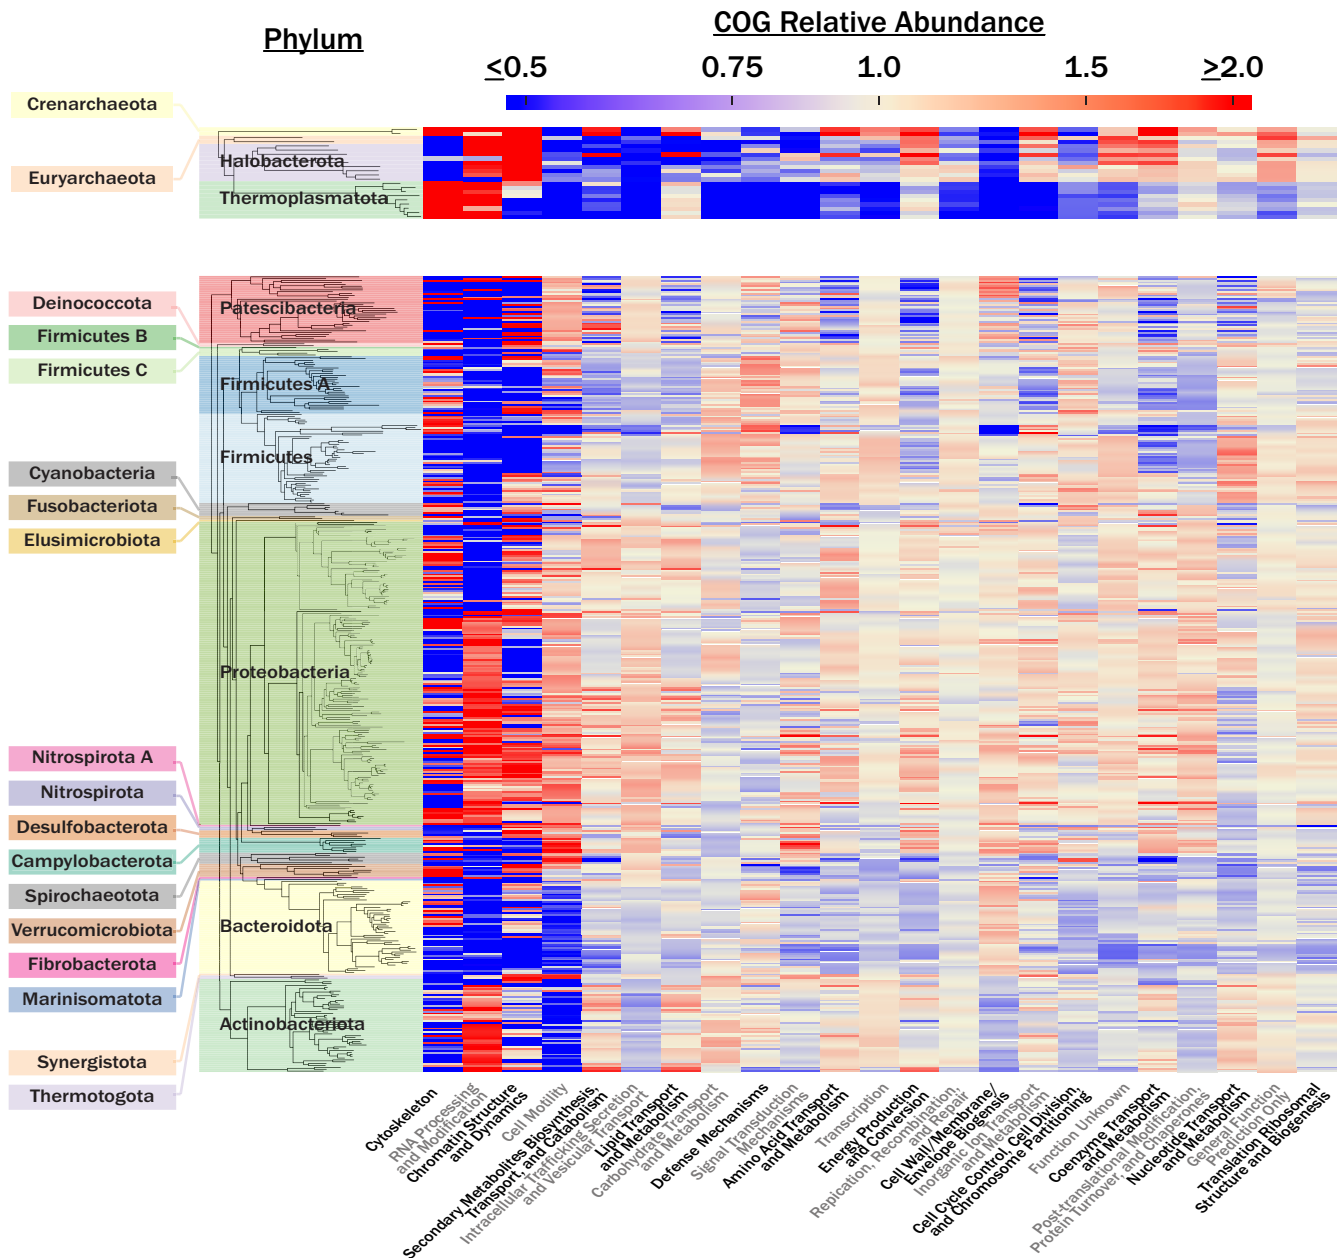 Phylum
COG Relative Abundance
<0.5
0.75
1.0
1.5
>2.0
Crenarchaeota
Euryarchaeota
Halobacterota
Thermoplasmatota
Deinococcota
Firmicutes B
Firmicutes C
Patescibacteria
Firmicutes A
Firmicutes
Cyanobacteria
Fusobacteriota
Elusimicrobiota
Proteobacteria
Nitrospirota A
Nitrospirota
Desulfobacterota
Campylobacterota
Spirochaetota
Verrucomicrobiota
Fibrobacterota
Marinisomatota
Bacteroidota
Actinobacteriota
Synergistota
Thermotogota
Cytoskeleton
RNA Processing
and Modification
Chromatin Structure
and Dynamics
Cell Motility
Secondary Metabolites Biosynthesis,
Transport, and Catabolism
Intracellular Trafficking Secretion
and Vesicular Transport
Lipid Transport
and Metabolism
Carbohydrate Transport
and Metabolism
Defense Mechanisms
Signal Transduction
Mechanisms
Amino Acid Transport
and Metabolism
Transcription
Energy Production
and Conversion
Repication, Recombination,
and Repair
Cell Wall/Membrane/
Envelope Biogensis
Inorganic Ion Transport
and Metabolism
Cell Cycle Control, Cell Division,
and Chromosome Partitioning
Function Unknown
Coenzyme Transport
and Metabolism
Post-translational Modification,
Protein Turnover, and Chaperones
Nucleotide Transport
and Metabolism
General Function
Prediction Only
Translation Ribosomal
Structure and Biogenesis